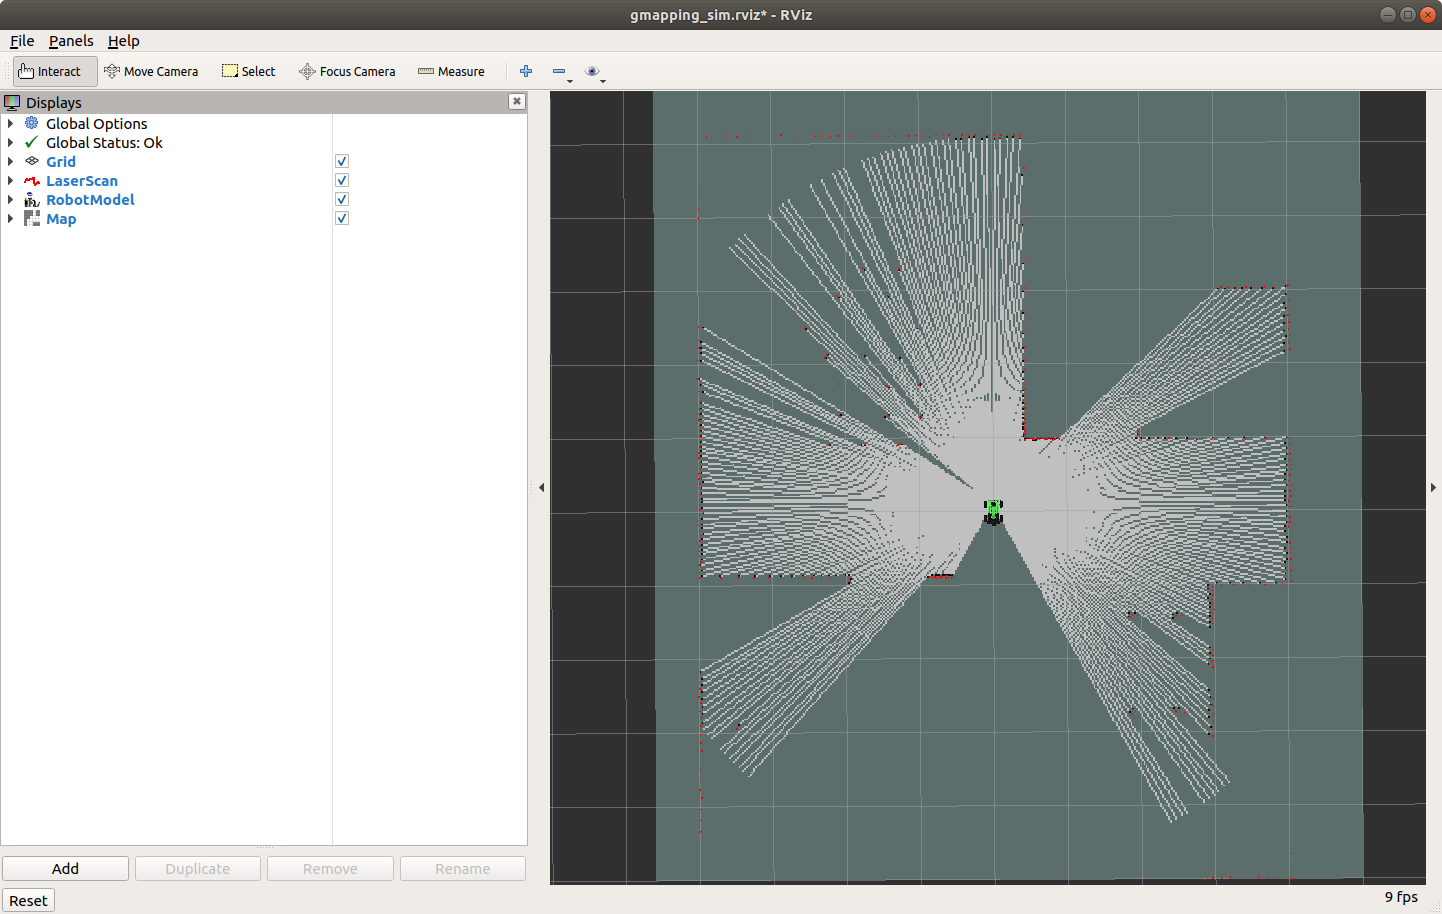 gmapping_sim.rviz* - RViz
File Panels Help
Interact Move Camera Select Focus Camera Measure
Displays
Global Options
Global Status: Ok
Grid
LaserScan
RobotModel
Map
Add Duplicate Remove Rename
Reset
9 fps